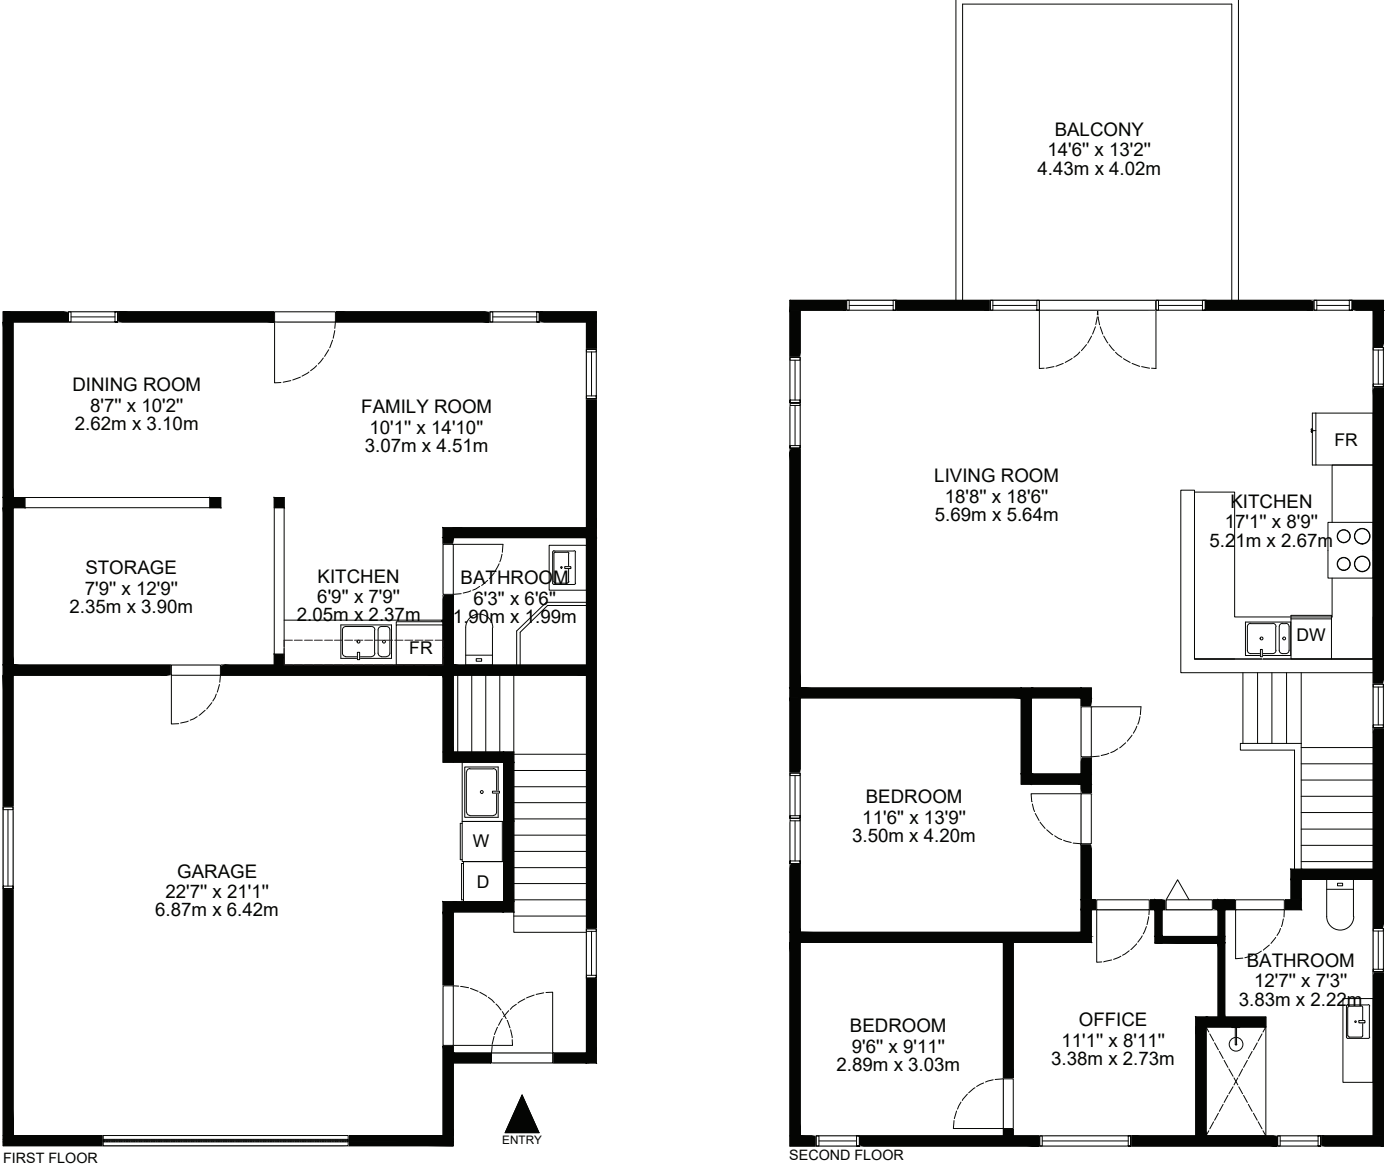 DINING ROOM
8'7" x 10'2"
2.62m x 3.10m
FAMILY ROOM
10'1" x 14'10"
3.07m x 4.51m
STORAGE
7'9" x 12'9"
2.35m x 3.90m
KITCHEN
6'9" x 7'9"
2.05m x 2.37m
FR
BATHROOM
6'3" x 6'6"
1.90m x 1.99m
GARAGE
22'7" x 21'1"
6.87m x 6.42m
W
D
ENTRY
FIRST FLOOR
BALCONY
14'6" x 13'2"
4.43m x 4.02m
LIVING ROOM
18'8" x 18'6"
5.69m x 5.64m
FR
KITCHEN
17'1" x 8'9"
5.21m x 2.67m
DW
BEDROOM
11'6" x 13'9"
3.50m x 4.20m
BEDROOM
9'6" x 9'11"
2.89m x 3.03m
OFFICE
11'1" x 8'11"
3.38m x 2.73m
BATHROOM
12'7" x 7'3"
3.83m x 2.22m
SECOND FLOOR